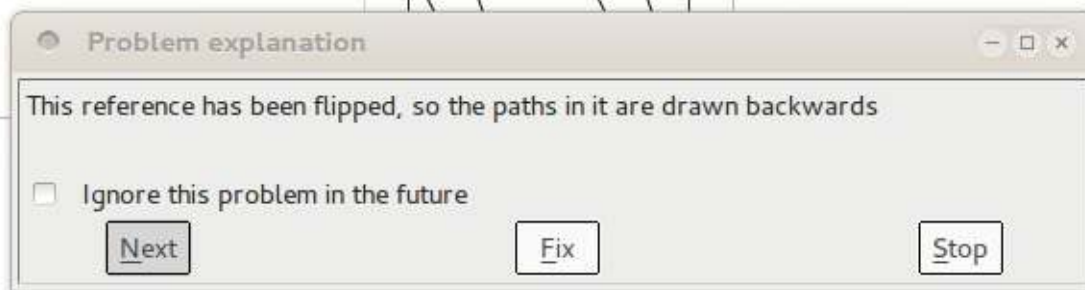 Problem explanation
This reference has been flipped, so the paths in it are drawn backwards
Ignore this problem in the future
Next Fix Stop